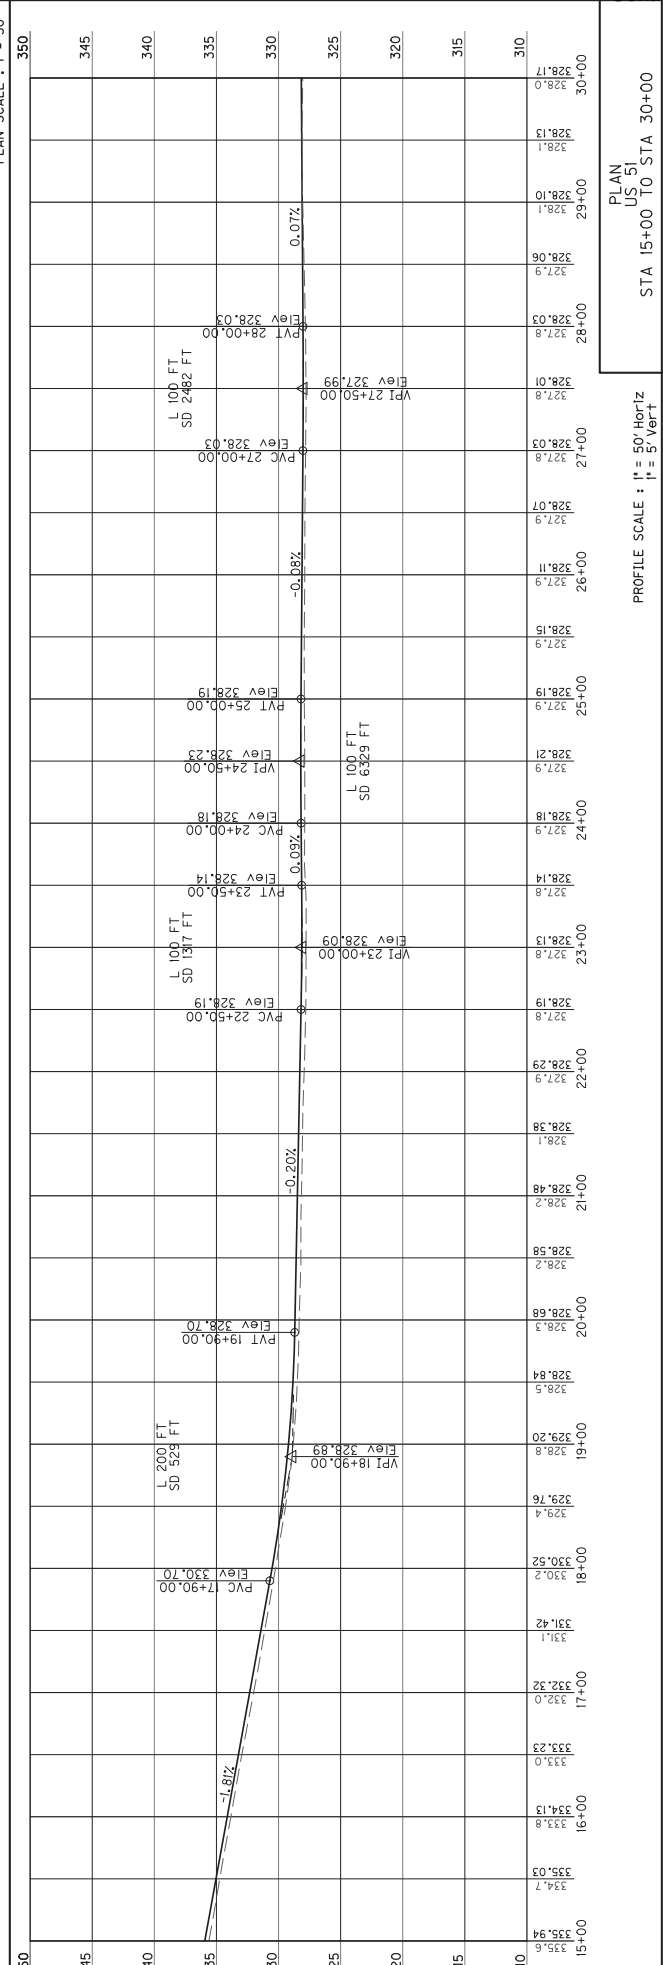 350
345
340
335
330
325
320
315
310
PVC 17+90.00
Elev 330.70
L 200 FT
SD 529 FT
VPI 18+90.00
Elev 328.89
PVT 19+90.00
Elev 328.70
PVC 22+50.00
Elev 328.19
L 100 FT
SD 1317 FT
VPI 23+00.00
Elev 328.09
PVT 23+50.00
Elev 328.14
PVC 24+00.00
Elev 328.18
VPI 24+50.00
Elev 328.23
L 100 FT
SD 6329 FT
PVT 25+00.00
Elev 328.19
PVC 27+00.00
Elev 328.03
L 100 FT
SD 2482 FT
VPI 27+50.00
Elev 327.99
PVT 28+00.00
Elev 328.03
-1.81%
-0.20%
0.09%
-0.08%
0.07%
335.6
335.94
334.7
335.03
333.8
334.13
333.0
333.23
332.0
332.32
331.1
331.42
330.2
330.52
329.4
329.76
328.8
329.20
328.5
328.84
328.3
328.68
328.2
328.58
328.2
328.48
328.1
328.38
327.9
328.29
327.8
328.19
327.8
328.13
327.8
328.14
327.9
328.18
327.9
328.21
327.9
328.19
327.9
328.15
327.9
328.11
327.9
328.07
327.8
328.03
327.8
328.01
327.8
328.03
327.9
328.06
328.1
328.10
328.1
328.13
328.0
328.17
15+00
16+00
17+00
18+00
19+00
20+00
21+00
22+00
23+00
24+00
25+00
26+00
27+00
28+00
29+00
30+00
PROFILE SCALE : 1" = 50' Horiz
1" = 5' Vert
PLAN
US 51
STA 15+00 TO STA 30+00